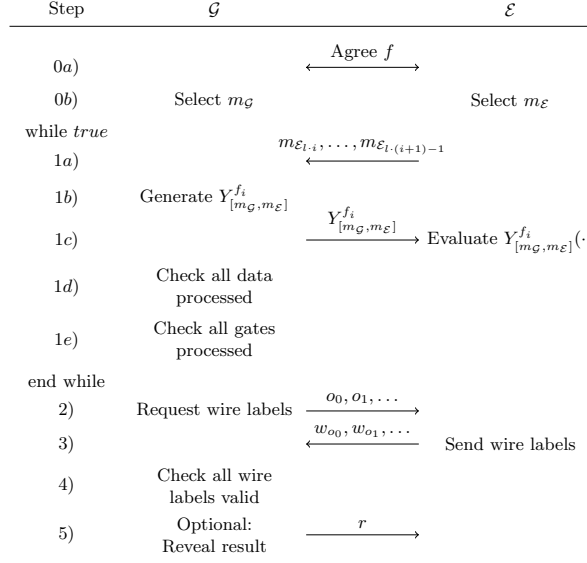 Step 𝒢 ℰ
0a) Agree f
0b) Select m_𝒢 Select m_ℰ
while true
1a) m_{ℰ_{l·i}}, …, m_{ℰ_{l·(i+1)−1}}
1b) Generate Y^{f_i}_{[m_𝒢,m_ℰ]}
1c) Y^{f_i}_{[m_𝒢,m_ℰ]} Evaluate Y^{f_i}_{[m_𝒢,m_ℰ]}(·
1d) Check all data
processed
1e) Check all gates
processed
end while
2) Request wire labels o_0, o_1, …
3) w_{o_0}, w_{o_1}, … Send wire labels
4) Check all wire
labels valid
5) Optional: r
Reveal result